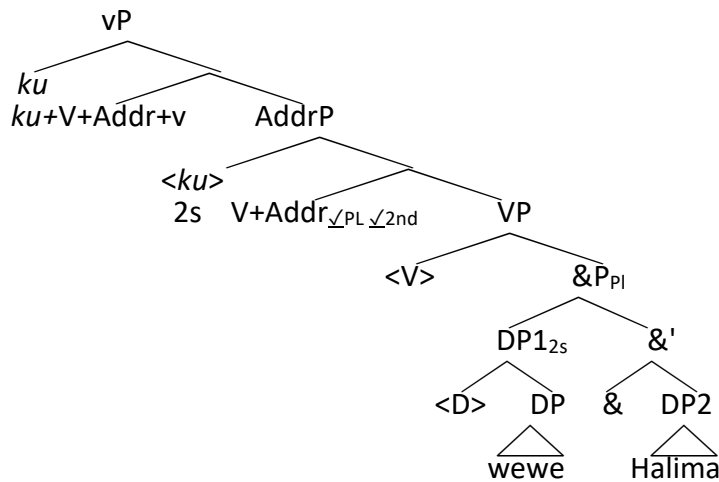 vP
ku
ku+V+Addr+v AddrP
<ku>
2s V+Addr√PL √2nd VP
<V> &PPl
DP12s &'
<D> DP & DP2
wewe Halima